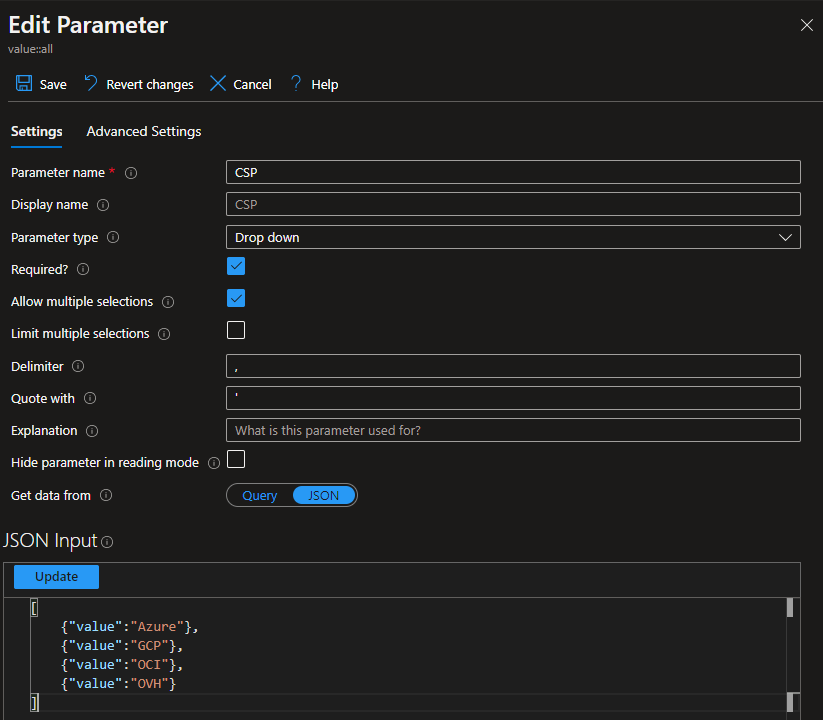 Edit Parameter
value::all
Save Revert changes Cancel ? Help
Settings Advanced Settings
Parameter name * CSP
Display name CSP
Parameter type Drop down
Required?
Allow multiple selections
Limit multiple selections
Delimiter ,
Quote with '
Explanation What is this parameter used for?
Hide parameter in reading mode
Get data from Query JSON
JSON Input
Update
[
{"value":"Azure"},
{"value":"GCP"},
{"value":"OCI"},
{"value":"OVH"}
]